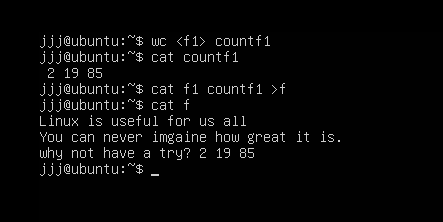 jjj@ubuntu:~$ wc <f1> countf1
jjj@ubuntu:~$ cat countf1
 2 19 85
jjj@ubuntu:~$ cat f1 countf1 >f
jjj@ubuntu:~$ cat f
Linux is useful for us all
You can never imgaine how great it is.
why not have a try? 2 19 85
jjj@ubuntu:~$ _